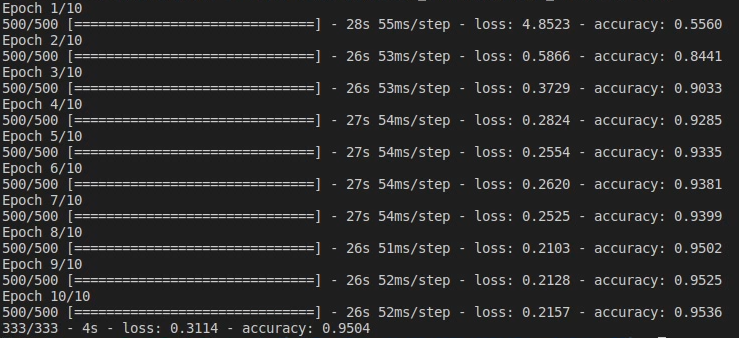 Epoch 1/10
500/500 [==============================] - 28s 55ms/step - loss: 4.8523 - accuracy: 0.5560
Epoch 2/10
500/500 [==============================] - 26s 53ms/step - loss: 0.5866 - accuracy: 0.8441
Epoch 3/10
500/500 [==============================] - 26s 53ms/step - loss: 0.3729 - accuracy: 0.9033
Epoch 4/10
500/500 [==============================] - 27s 54ms/step - loss: 0.2824 - accuracy: 0.9285
Epoch 5/10
500/500 [==============================] - 27s 54ms/step - loss: 0.2554 - accuracy: 0.9335
Epoch 6/10
500/500 [==============================] - 27s 54ms/step - loss: 0.2620 - accuracy: 0.9381
Epoch 7/10
500/500 [==============================] - 27s 54ms/step - loss: 0.2525 - accuracy: 0.9399
Epoch 8/10
500/500 [==============================] - 26s 51ms/step - loss: 0.2103 - accuracy: 0.9502
Epoch 9/10
500/500 [==============================] - 26s 52ms/step - loss: 0.2128 - accuracy: 0.9525
Epoch 10/10
500/500 [==============================] - 26s 52ms/step - loss: 0.2157 - accuracy: 0.9536
333/333 - 4s - loss: 0.3114 - accuracy: 0.9504